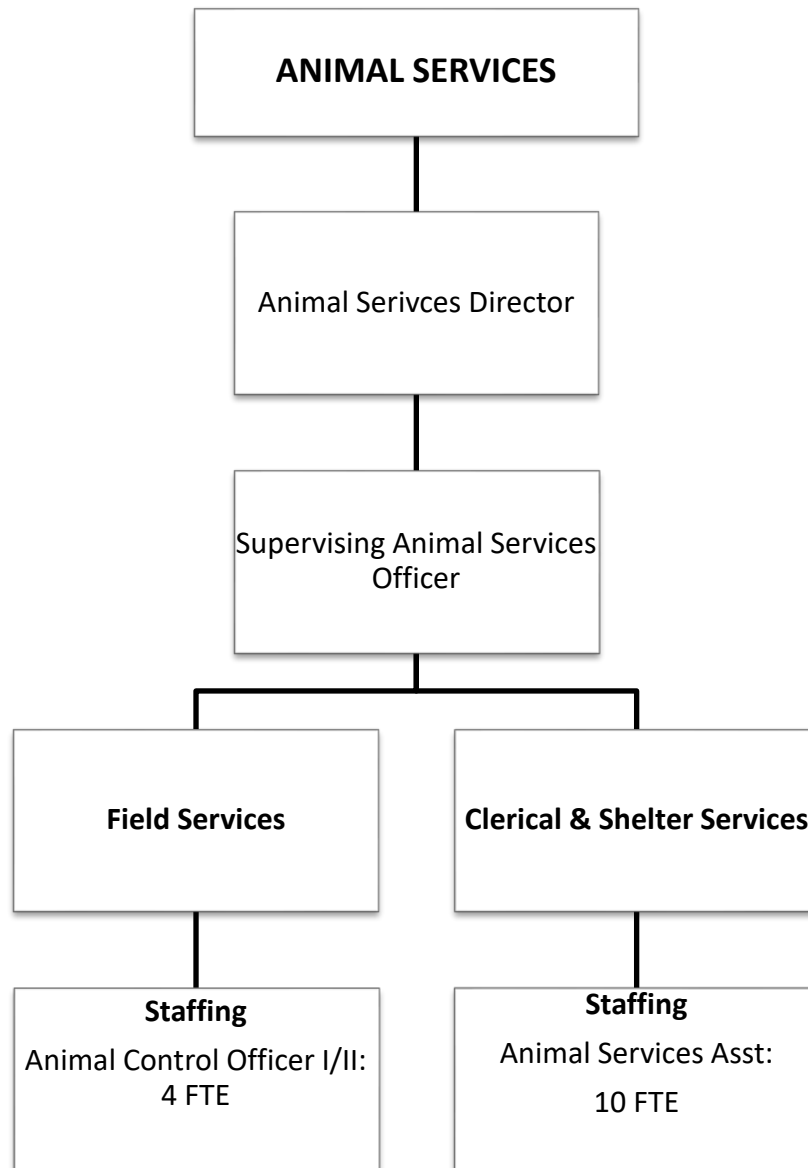 ANIMAL SERVICES
Animal Serivces Director
Supervising Animal Services
Officer
Field Services
Clerical & Shelter Services
Staffing
Animal Control Officer I/II:
4 FTE
Staffing
Animal Services Asst:
10 FTE